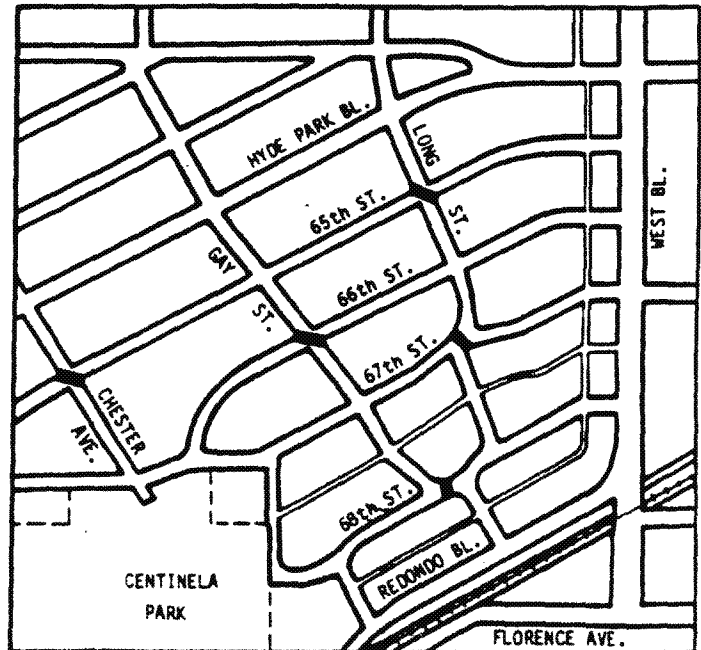 HYDE PARK BL.
LONG ST.
65th ST.
WEST BL.
GAY ST.
66th ST.
67th ST.
CHESTER AVE.
68th ST.
REDONDO BL.
CENTINELA
PARK
FLORENCE AVE.